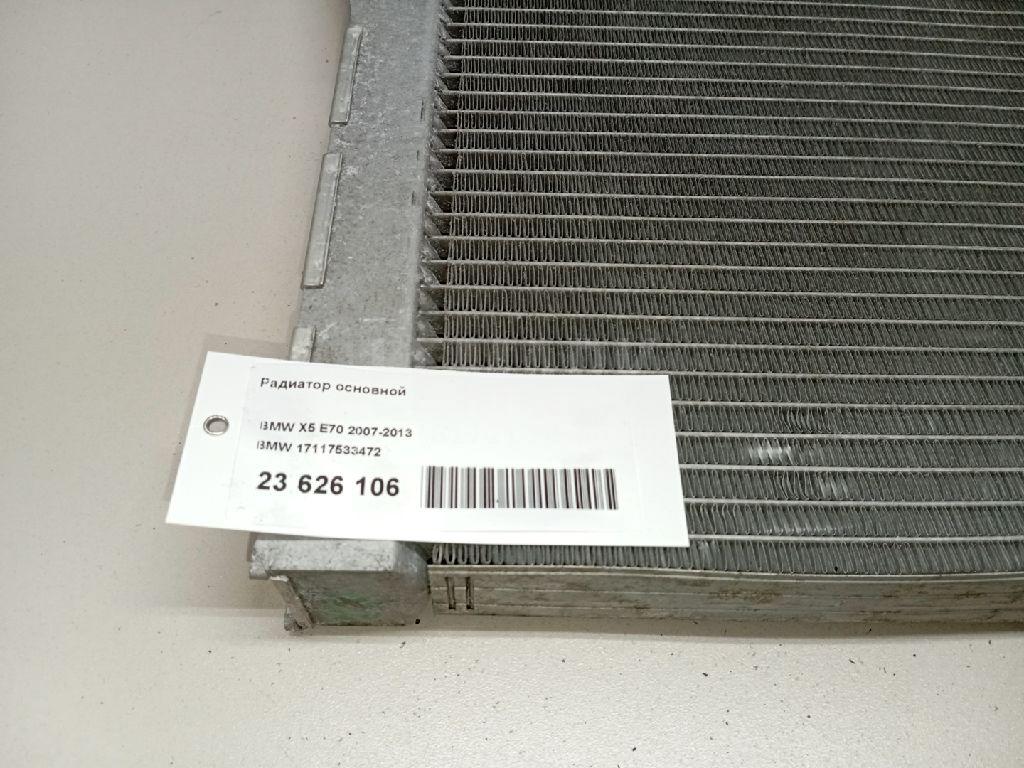 Радиатор основной
BMW X5 E70 2007-2013
BMW 17117533472
23 626 106